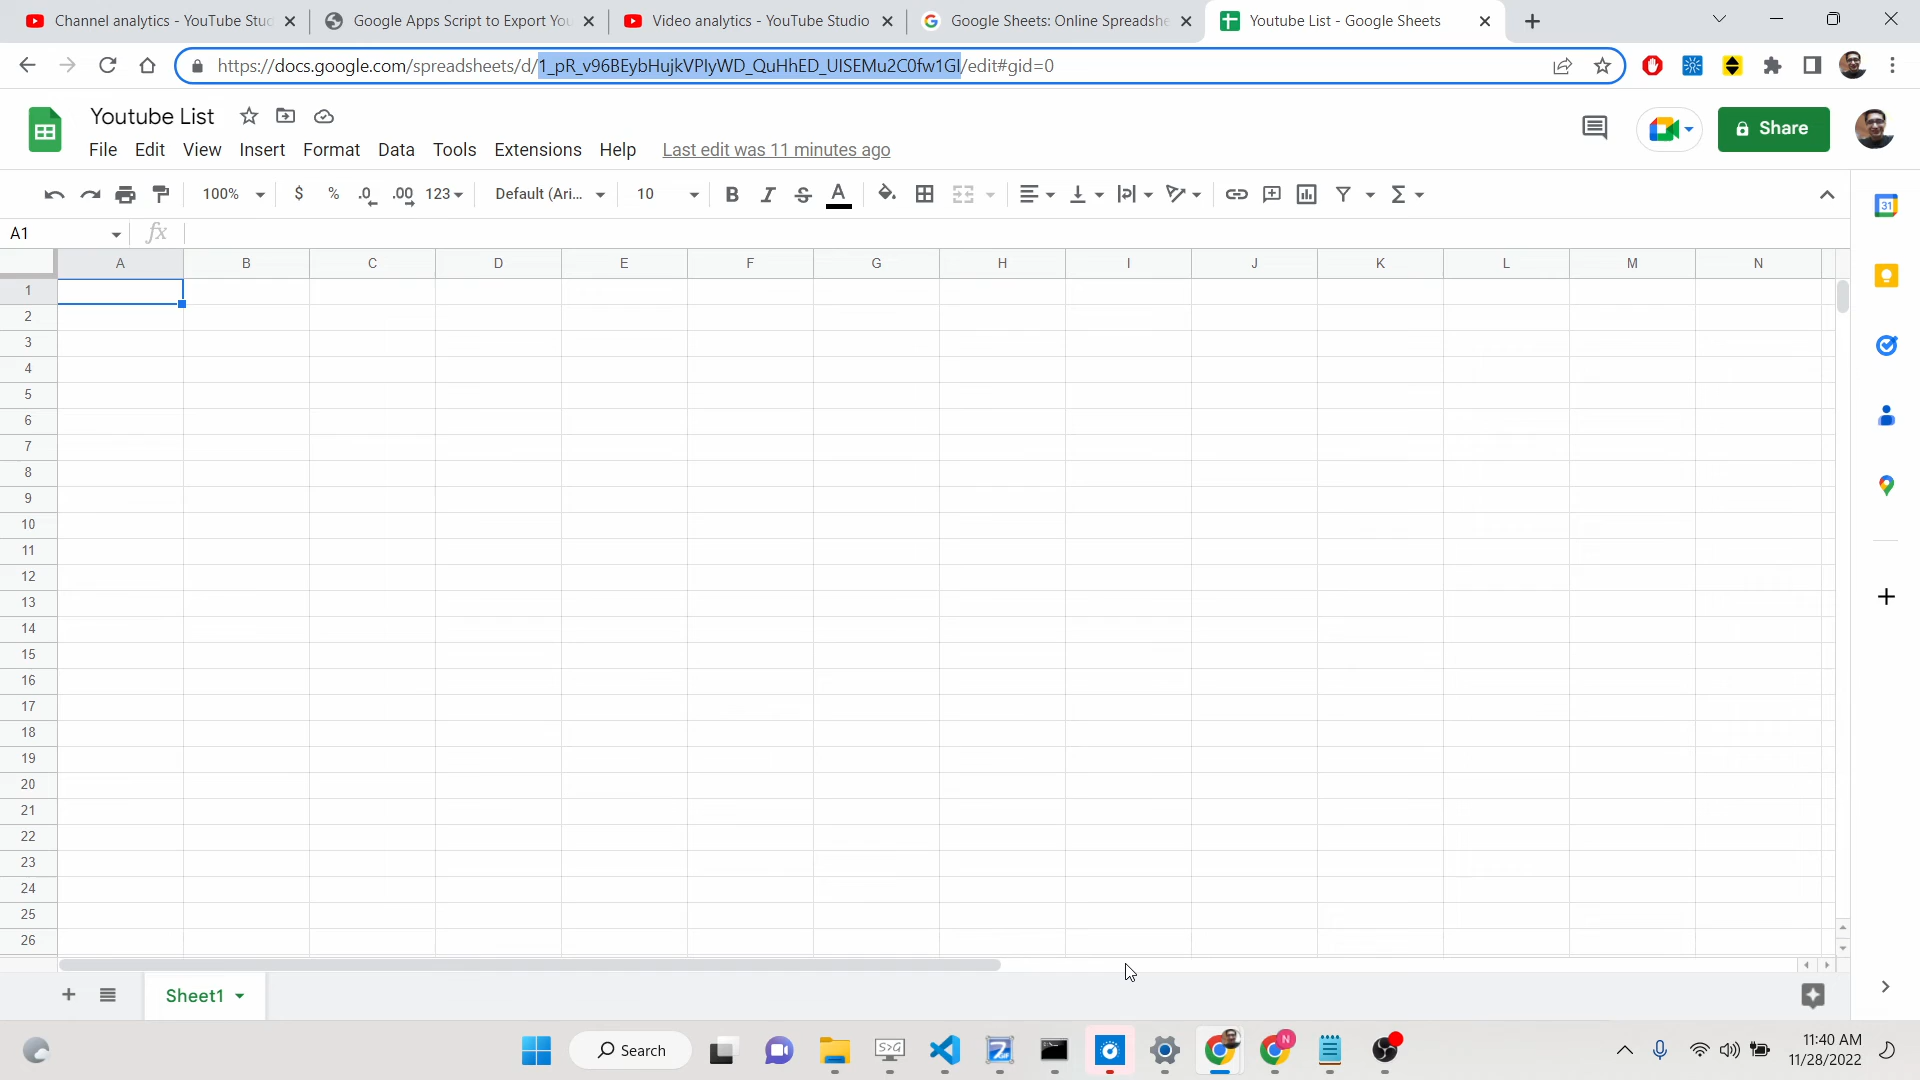 Channel analytics - YouTube Stud
Google Apps Script to Export You
Video analytics - YouTube Studio
Google Sheets: Online Spreadshe
Youtube List - Google Sheets
https://docs.google.com/spreadsheets/d/1_pR_v96BEybHujkVPlyWD_QuHhED_UlSEMu2C0fw1GI/edit#gid=0
Youtube List
File Edit View Insert Format Data Tools Extensions Help Last edit was 11 minutes ago
Share
100% $ % .0 .00 123 Default (Ari... 10 B I S A
31
A1 fx
A B C D E F G H I J K L M N
1
2
3
4
5
6
7
8
9
10
11
12
13
14
15
16
17
18
19
20
21
22
23
24
25
26
Sheet1
Search
S>G
N
11:40 AM
11/28/2022